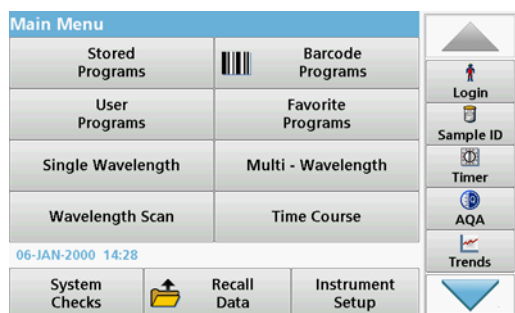 Main Menu
Stored
Programs
Barcode
Programs
User
Programs
Favorite
Programs
Single Wavelength
Multi - Wavelength
Wavelength Scan
Time Course
06-JAN-2000 14:28
System
Checks
Recall
Data
Instrument
Setup
Login
Sample ID
Timer
AQA
Trends